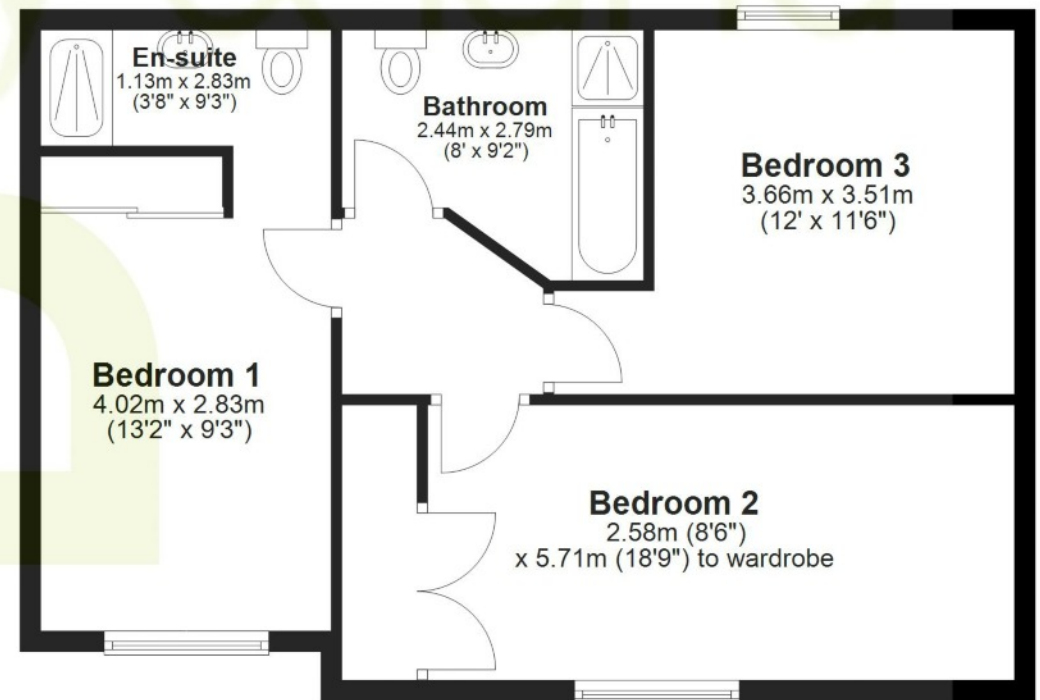 En-suite
1.13m x 2.83m
(3'8" x 9'3")
Bathroom
2.44m x 2.79m
(8' x 9'2")
Bedroom 3
3.66m x 3.51m
(12' x 11'6")
Bedroom 1
4.02m x 2.83m
(13'2" x 9'3")
Bedroom 2
2.58m (8'6")
x 5.71m (18'9") to wardrobe